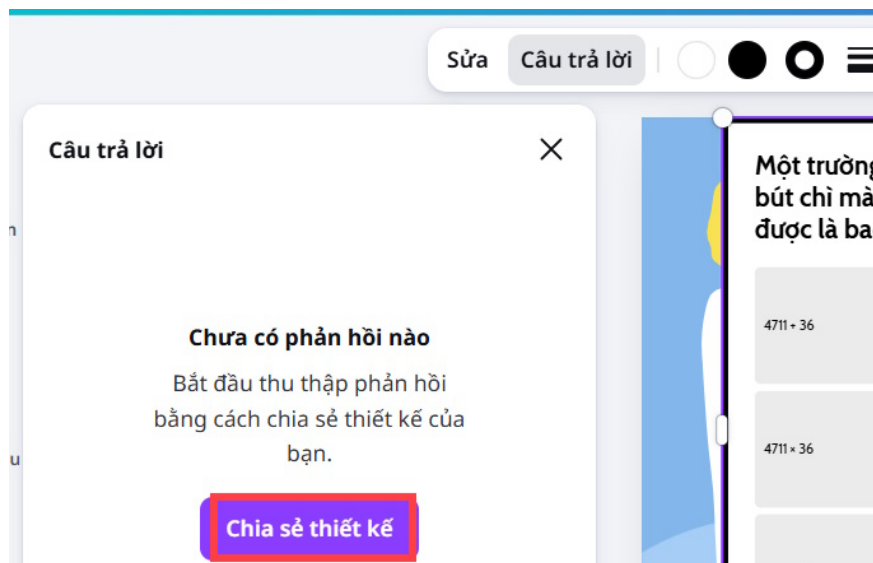 Sửa Câu trả lời
Câu trả lời
Chưa có phản hồi nào
Bắt đầu thu thập phản hồi
bằng cách chia sẻ thiết kế của
bạn.
Chia sẻ thiết kế
Một trường
bút chì mà
được là ba
4711 + 36
4711 × 36